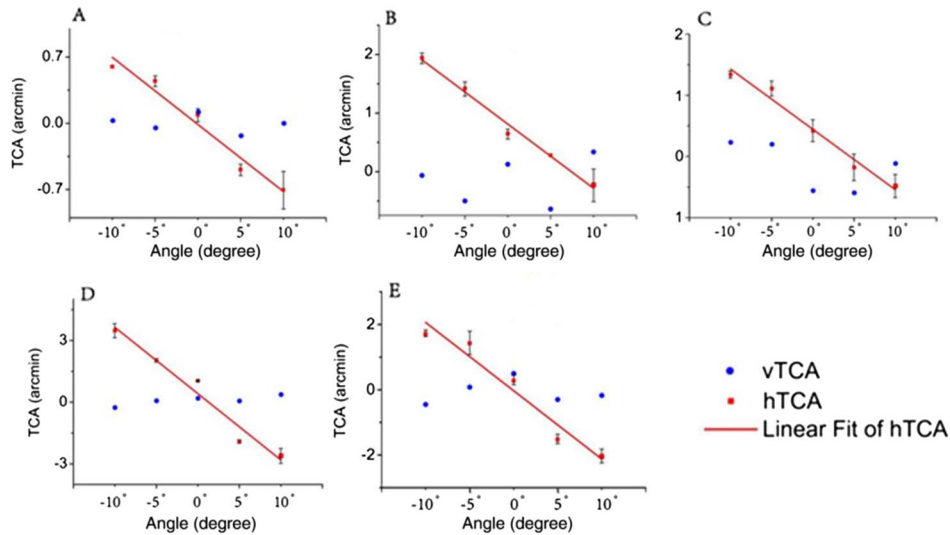 A
TCA (arcmin)
0.7
0.0
-0.7
-10° -5° 0° 5° 10°
Angle (degree)
B
TCA (arcmin)
2
1
0
-10° -5° 0° 5° 10°
Angle (degree)
C
TCA (arcmin)
2
1
0
1
-10° -5° 0° 5° 10°
Angle (degree)
D
TCA (arcmin)
3
0
-3
-10° -5° 0° 5° 10°
Angle (degree)
E
TCA (arcmin)
2
0
-2
-10° -5° 0° 5° 10°
Angle (degree)
vTCA
hTCA
Linear Fit of hTCA